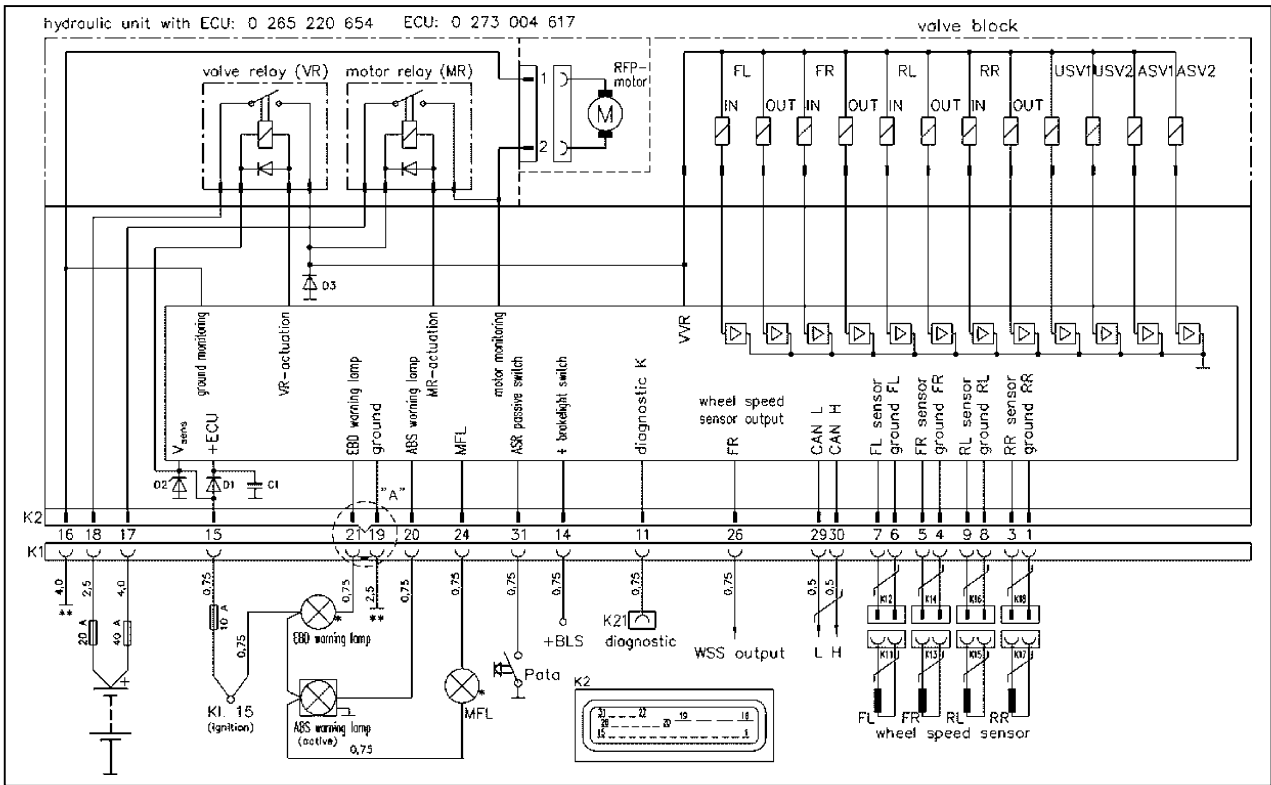 hydraulic unit with ECU: 0 265 220 654 ECU: 0 273 004 617
valve block
valve relay (VR) motor relay (MR)
1
2
RFP-
motor
M
FL FR RL RR USV1 USV2 ASV1 ASV2
IN OUT IN OUT IN OUT IN OUT
D3
ground monitoring
VR-actuation
MR-actuation
motor monitoring
VVR
+ECU
EBD warning lamp
ground
ABS warning lamp
MFL
ASR passive switch
+ brakelight switch
diagnostic K
wheel speed
sensor output
FR
CAN L
CAN H
FL sensor
ground FL
FR sensor
ground FR
RL sensor
ground RL
RR sensor
ground RR
D2 D1 C1
"A"
K2
16 18 17 15 21 19 20 24 31 14 11 26 29 30 7 6 5 4 9 8 3 1
K1
4,0 2,5 4,0 0,75 0,75 2,5 0,75 0,75 0,75 0,75 0,75 0,75 0,5 0,5
** **
20 A 40 A 10 A
0,75
+
Kl. 15
(ignition)
EBD warning lamp *
ABS warning lamp
(active)
0,75
MFL *
Pata
+BLS
K21 diagnostic
WSS output
L H
K12 K14 K16 K18
K11 K13 K15 K17
FL FR RL RR
wheel speed sensor
K2